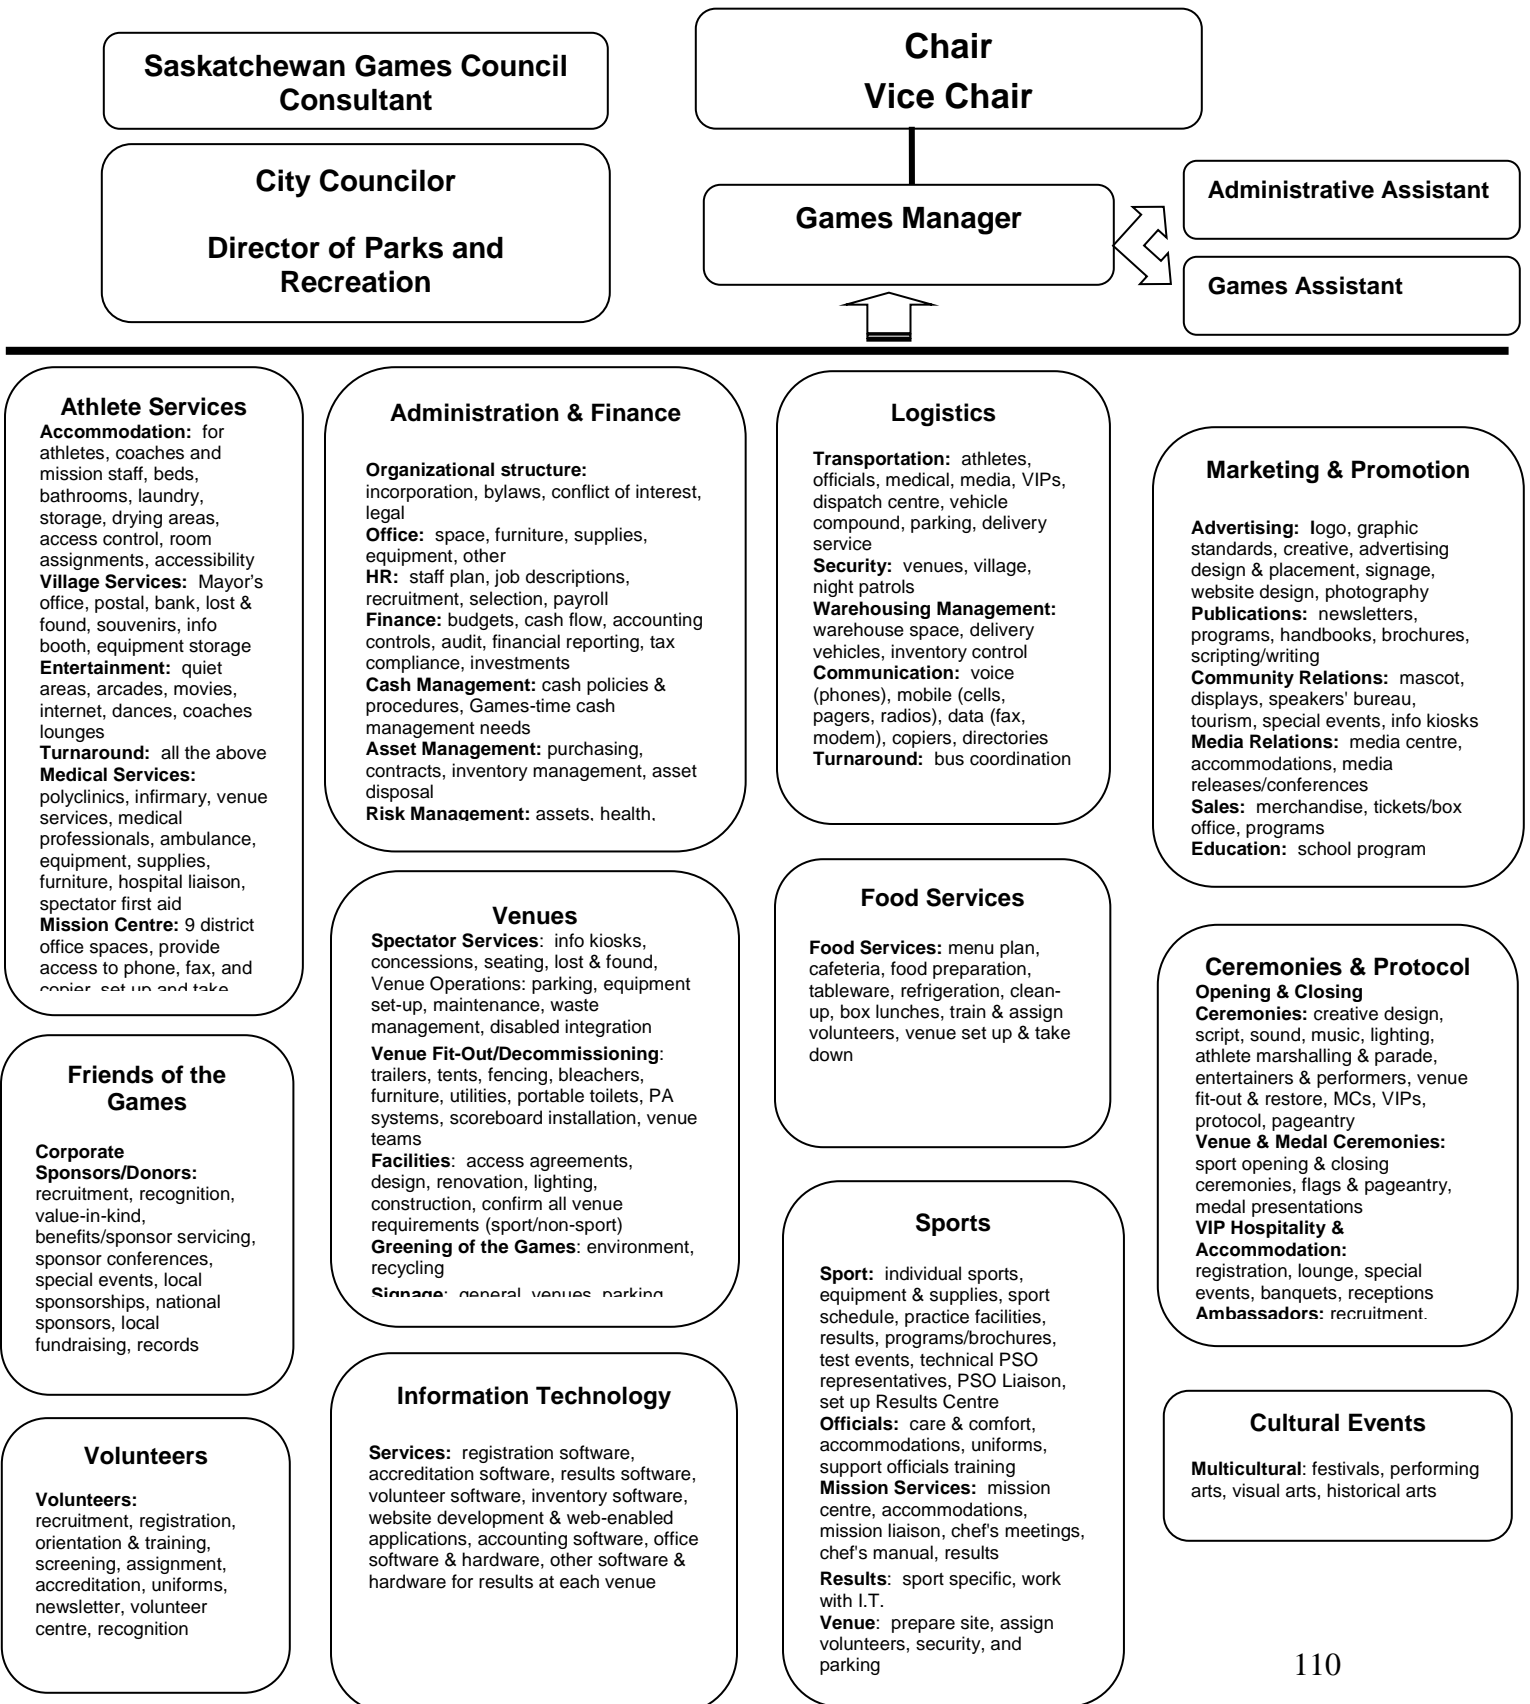 Saskatchewan Games Council
Consultant
City Councilor
Director of Parks and
Recreation
Chair
Vice Chair
Games Manager
Administrative Assistant
Games Assistant
Athlete Services
Accommodation:  for
athletes, coaches and
mission staff, beds,
bathrooms, laundry,
storage, drying areas,
access control, room
assignments, accessibility
Village Services:  Mayor's
office, postal, bank, lost &
found, souvenirs, info
booth, equipment storage
Entertainment:  quiet
areas, arcades, movies,
internet, dances, coaches
lounges
Turnaround:  all the above
Medical Services:
polyclinics, infirmary, venue
services, medical
professionals, ambulance,
equipment, supplies,
furniture, hospital liaison,
spectator first aid
Mission Centre: 9 district
office spaces, provide
access to phone, fax, and
copier, set up and take
Friends of the
Games
Corporate
Sponsors/Donors:
recruitment, recognition,
value-in-kind,
benefits/sponsor servicing,
sponsor conferences,
special events, local
sponsorships, national
sponsors, local
fundraising, records
Volunteers
Volunteers:
recruitment, registration,
orientation & training,
screening, assignment,
accreditation, uniforms,
newsletter, volunteer
centre, recognition
Administration & Finance
Organizational structure:
incorporation, bylaws, conflict of interest,
legal
Office:  space, furniture, supplies,
equipment, other
HR:  staff plan, job descriptions,
recruitment, selection, payroll
Finance: budgets, cash flow, accounting
controls, audit, financial reporting, tax
compliance, investments
Cash Management: cash policies &
procedures, Games-time cash
management needs
Asset Management: purchasing,
contracts, inventory management, asset
disposal
Risk Management: assets, health,
Venues
Spectator Services:  info kiosks,
concessions, seating, lost & found,
Venue Operations: parking, equipment
set-up, maintenance, waste
management, disabled integration
Venue Fit-Out/Decommissioning:
trailers, tents, fencing, bleachers,
furniture, utilities, portable toilets, PA
systems, scoreboard installation, venue
teams
Facilities:  access agreements,
design, renovation, lighting,
construction, confirm all venue
requirements (sport/non-sport)
Greening of the Games: environment,
recycling
Signage:  general, venues, parking
Information Technology
Services:  registration software,
accreditation software, results software,
volunteer software, inventory software,
website development & web-enabled
applications, accounting software, office
software & hardware, other software &
hardware for results at each venue
Logistics
Transportation:  athletes,
officials, medical, media, VIPs,
dispatch centre, vehicle
compound, parking, delivery
service
Security:  venues, village,
night patrols
Warehousing Management:
warehouse space, delivery
vehicles, inventory control
Communication:  voice
(phones), mobile (cells,
pagers, radios), data (fax,
modem), copiers, directories
Turnaround:  bus coordination
Food Services
Food Services: menu plan,
cafeteria, food preparation,
tableware, refrigeration, clean-
up, box lunches, train & assign
volunteers, venue set up & take
down
Sports
Sport:  individual sports,
equipment & supplies, sport
schedule, practice facilities,
results, programs/brochures,
test events, technical PSO
representatives, PSO Liaison,
set up Results Centre
Officials:  care & comfort,
accommodations, uniforms,
support officials training
Mission Services:  mission
centre, accommodations,
mission liaison, chef's meetings,
chef's manual, results
Results:  sport specific, work
with I.T.
Venue:  prepare site, assign
volunteers, security, and
parking
Marketing & Promotion
Advertising:  logo, graphic
standards, creative, advertising
design & placement, signage,
website design, photography
Publications:  newsletters,
programs, handbooks, brochures,
scripting/writing
Community Relations:  mascot,
displays, speakers' bureau,
tourism, special events, info kiosks
Media Relations:  media centre,
accommodations, media
releases/conferences
Sales:  merchandise, tickets/box
office, programs
Education:  school program
Ceremonies & Protocol
Opening & Closing
Ceremonies: creative design,
script, sound, music, lighting,
athlete marshalling & parade,
entertainers & performers, venue
fit-out & restore, MCs, VIPs,
protocol, pageantry
Venue & Medal Ceremonies:
sport opening & closing
ceremonies, flags & pageantry,
medal presentations
VIP Hospitality &
Accommodation:
registration, lounge, special
events, banquets, receptions
Ambassadors: recruitment,
Cultural Events
Multicultural: festivals, performing
arts, visual arts, historical arts
110